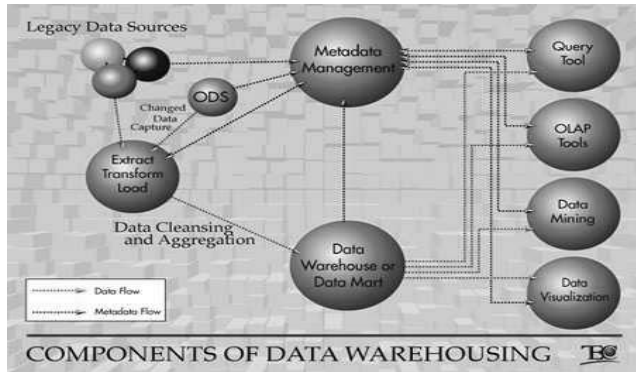 Legacy Data Sources
Metadata
Management
Query
Tool
ODS
Changed
Data
Capture
OLAP
Tools
Extract
Transform
Load
Data Cleansing
and Aggregation
Data
Mining
Data
Warehouse or
Data Mart
Data
Visualization
Data Flow
Metadata Flow
COMPONENTS OF DATA WAREHOUSING